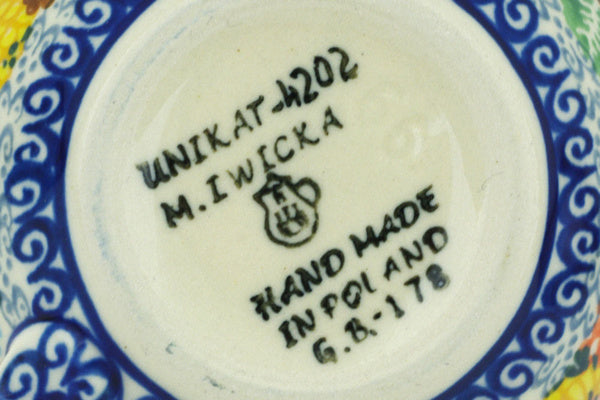 UNIKAT-4202
M.IWICKA
HAND MADE
IN POLAND
G.B.-178